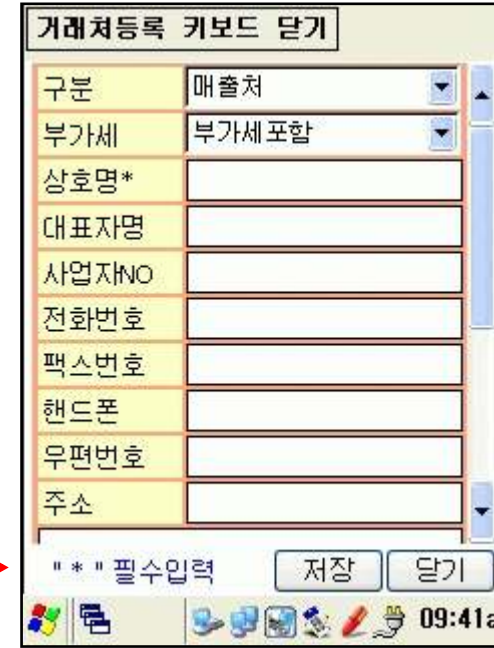 거래처등록 키보드 닫기
구분 매출처
부가세 부가세포함
상호명*
대표자명
사업자NO
전화번호
팩스번호
핸드폰
우편번호
주소
"*"필수입력 저장 닫기
09:41a